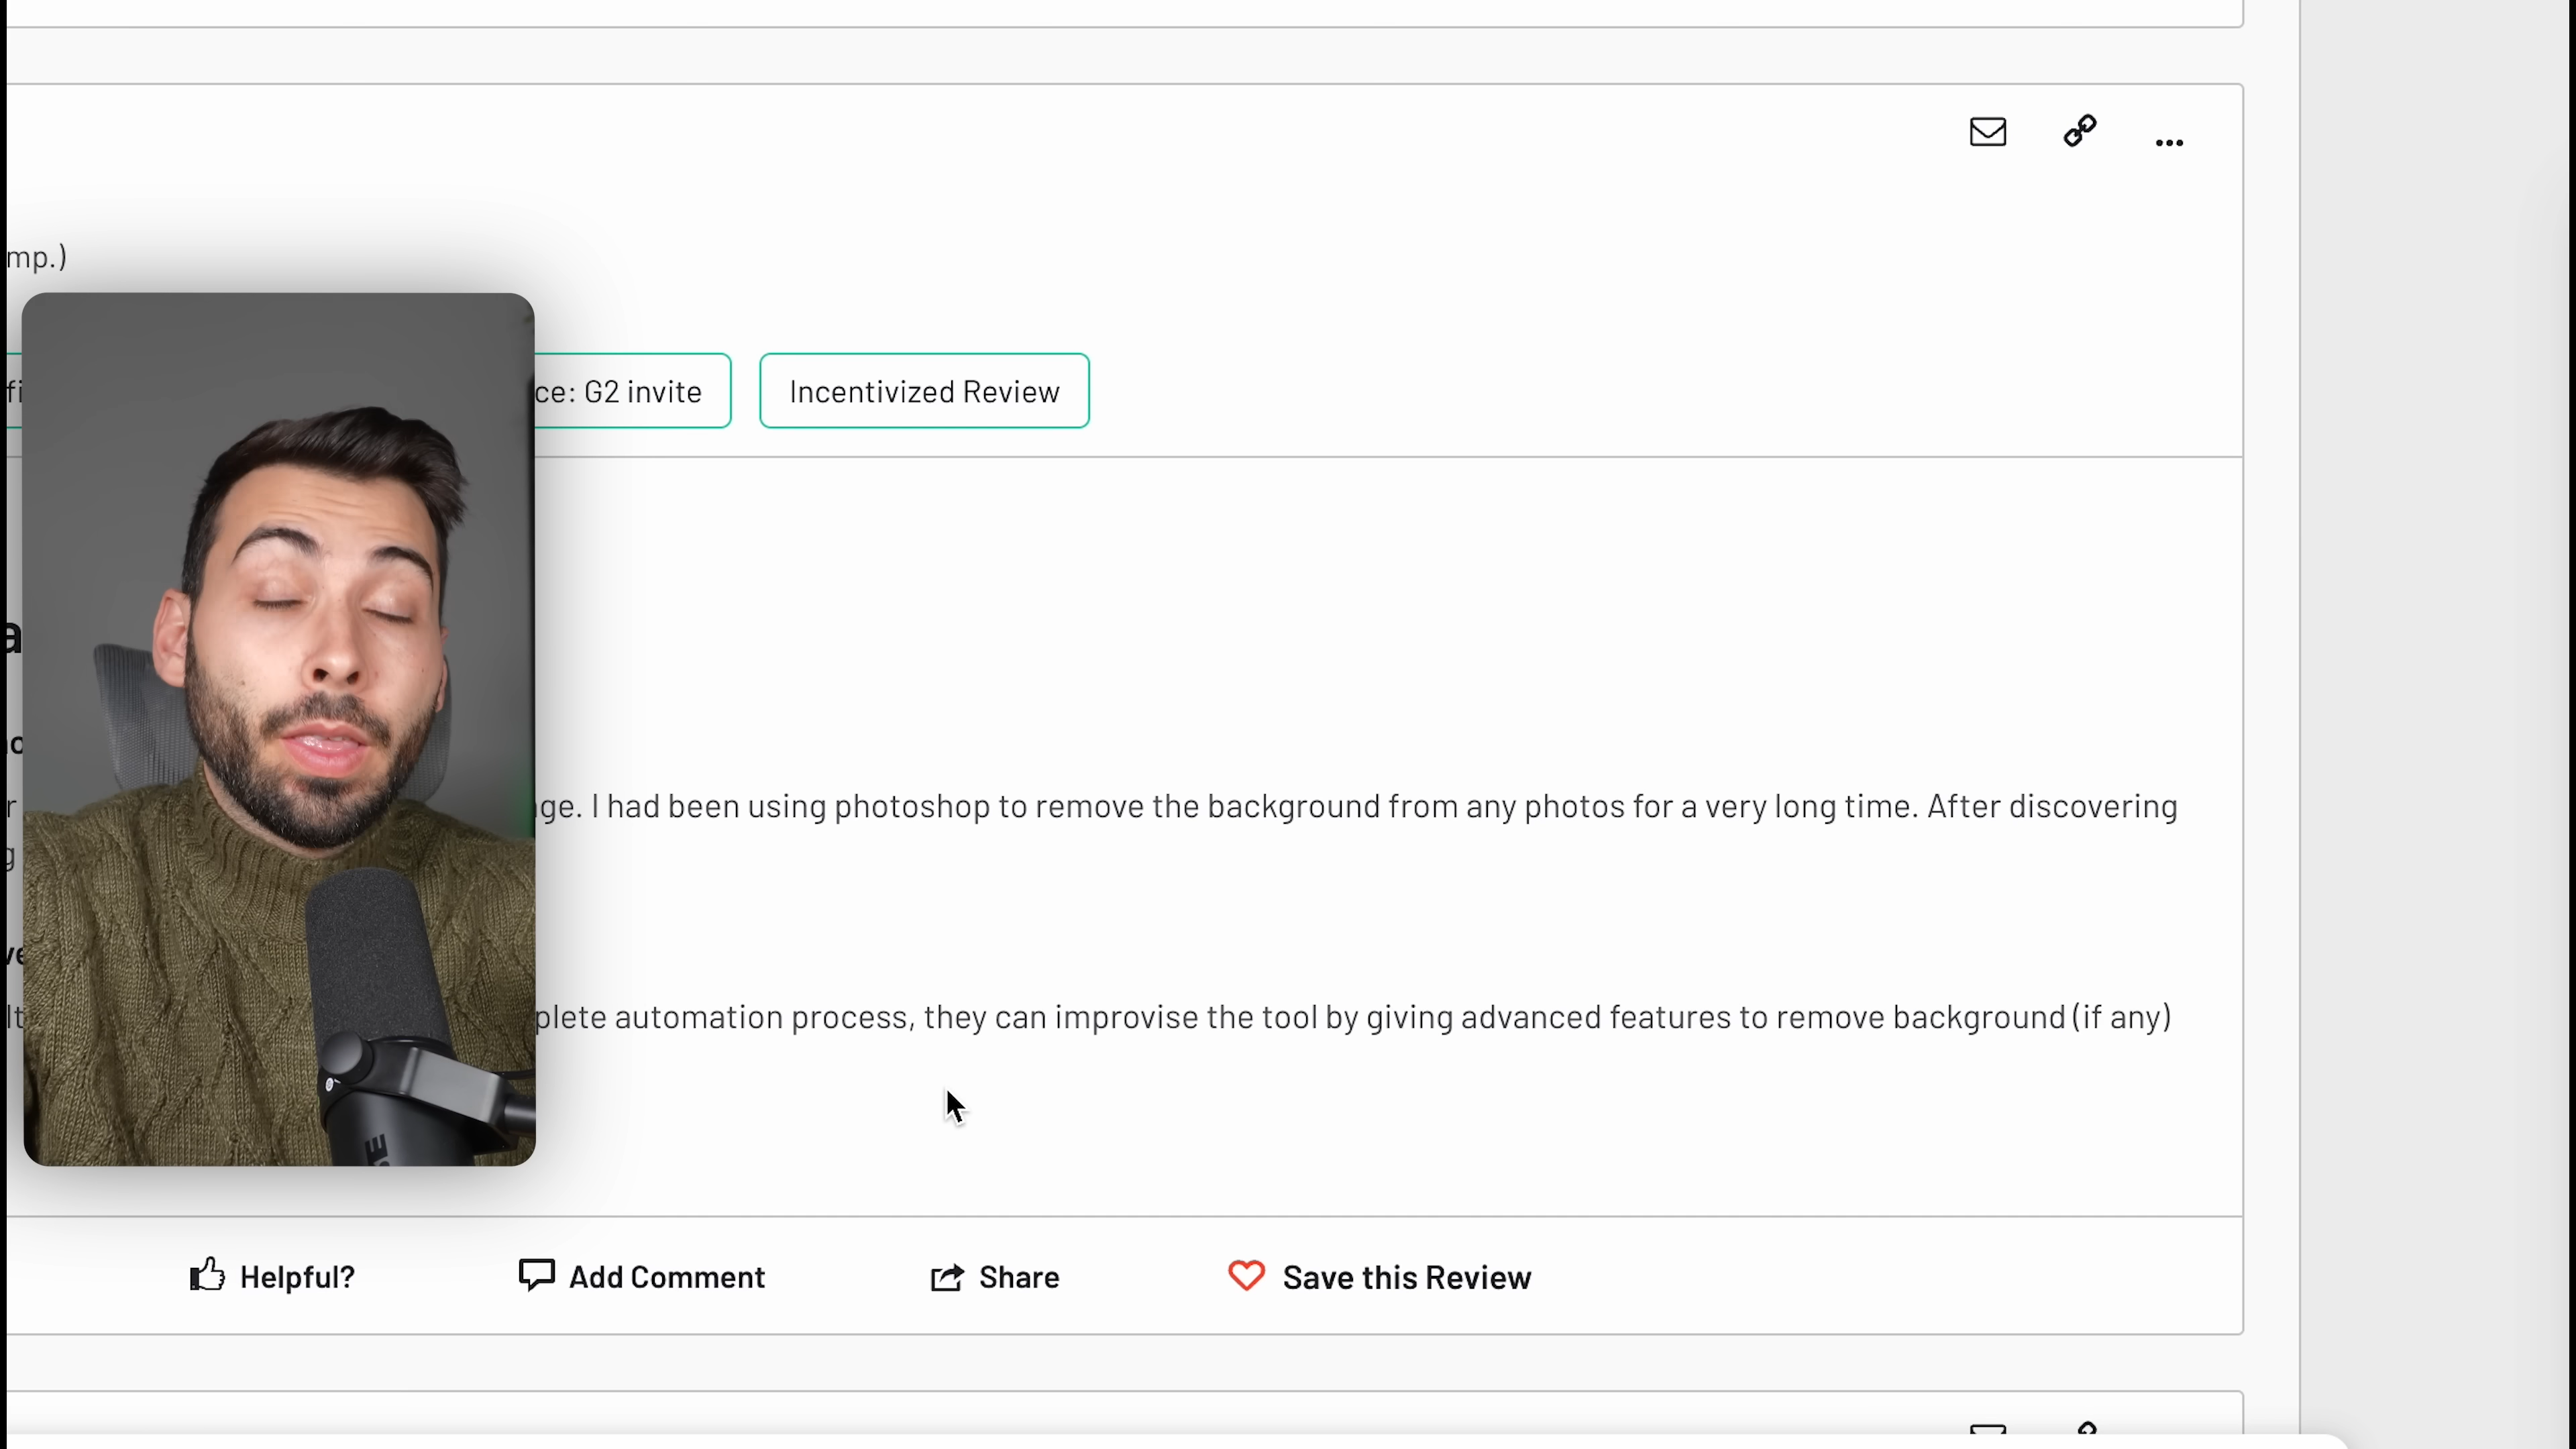 mp.)
ce: G2 invite
Incentivized Review
ge. I had been using photoshop to remove the background from any photos for a very long time. After discovering
plete automation process, they can improvise the tool by giving advanced features to remove background (if any)
Helpful?
Add Comment
Share
Save this Review